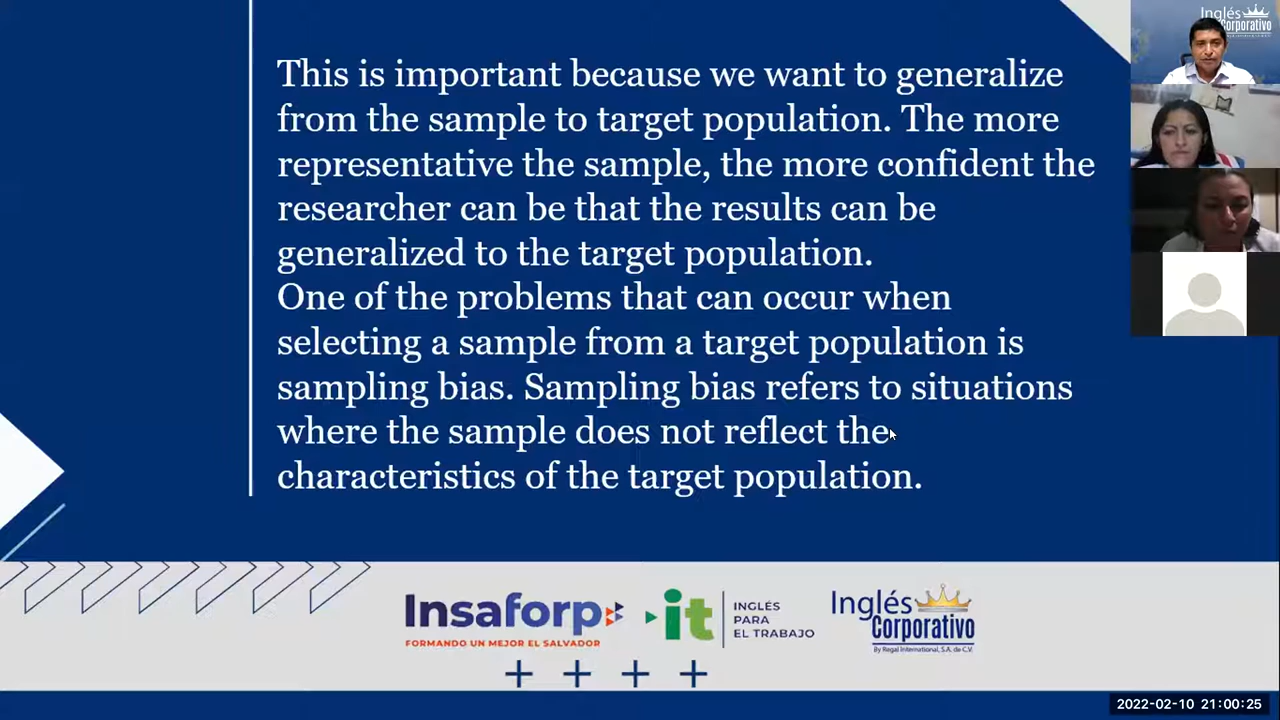 This is important because we want to generalize
from the sample to target population. The more
representative the sample, the more confident the
researcher can be that the results can be
generalized to the target population.
One of the problems that can occur when
selecting a sample from a target population is
sampling bias. Sampling bias refers to situations
where the sample does not reflect the
characteristics of the target population.
Inglés
Corporativo
Insaforp
FORMANDO UN MEJOR EL SALVADOR
it
INGLÉS
PARA
EL TRABAJO
Inglés
Corporativo
By Regal International, S.A. de C.V.
2022-02-10 21:00:25